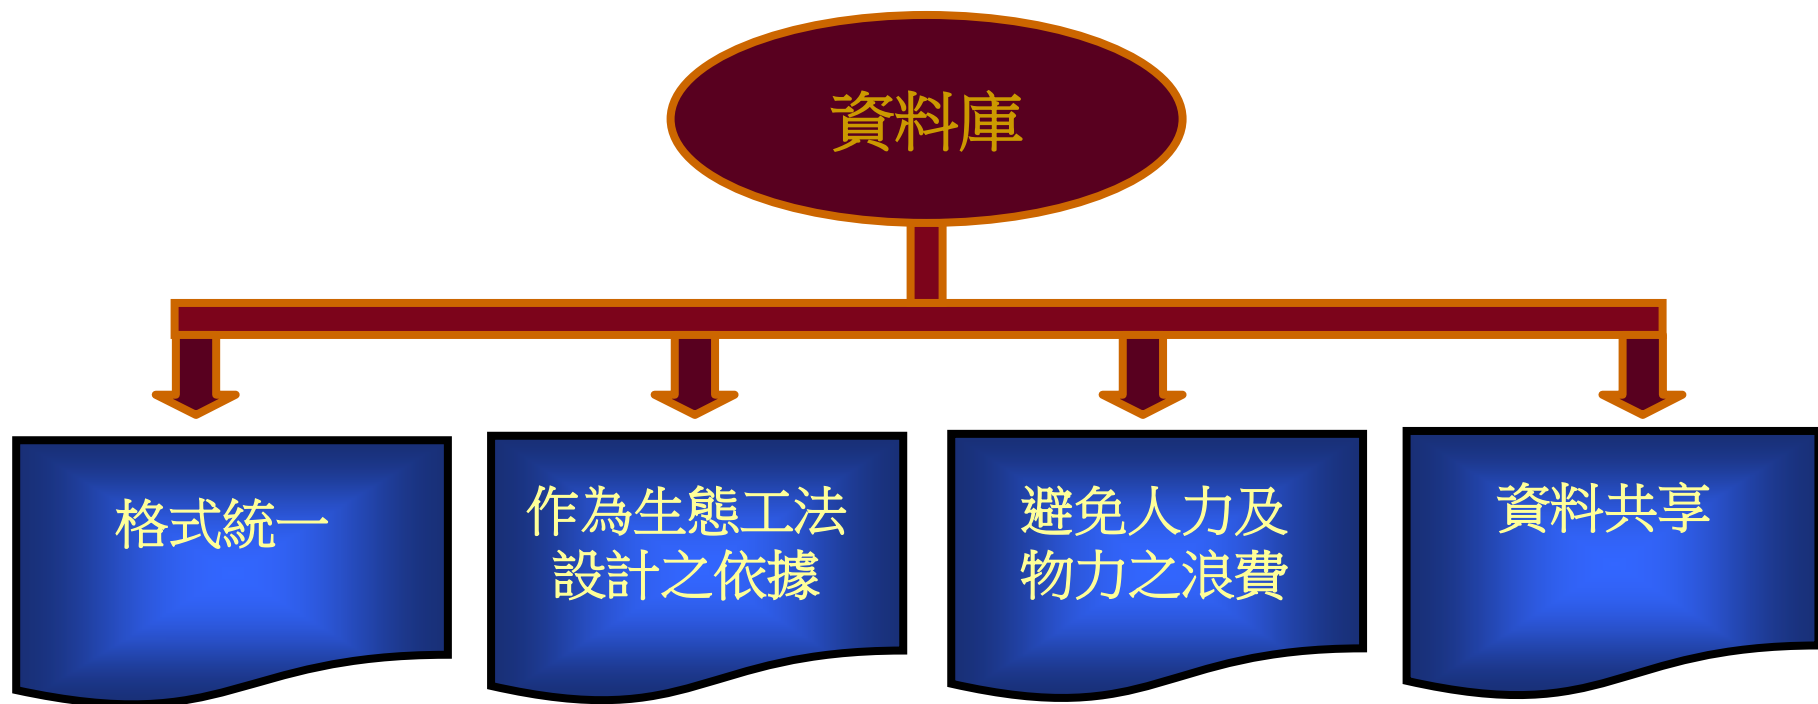 資料庫
格式統一
作為生態工法
設計之依據
避免人力及
物力之浪費
資料共享